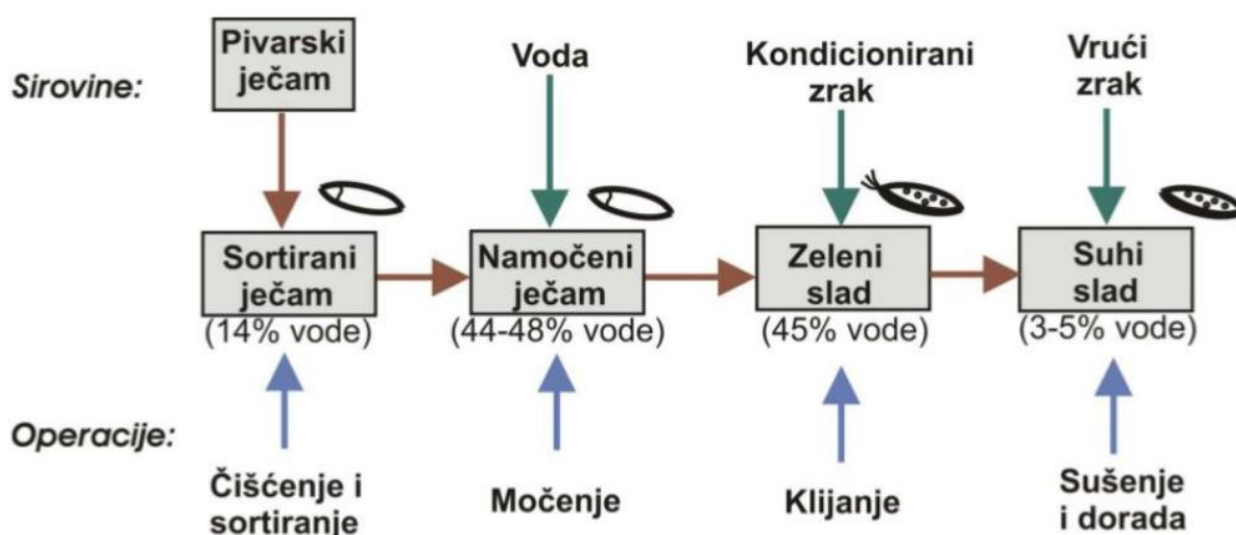 Sirovine:
Pivarski
ječam
Voda
Kondicionirani
zrak
Vrući
zrak
Sortirani
ječam
(14% vode)
Namočeni
ječam
(44-48% vode)
Zeleni
slad
(45% vode)
Suhi
slad
(3-5% vode)
Operacije:
Čišćenje i
sortiranje
Močenje
Klijanje
Sušenje
i dorada